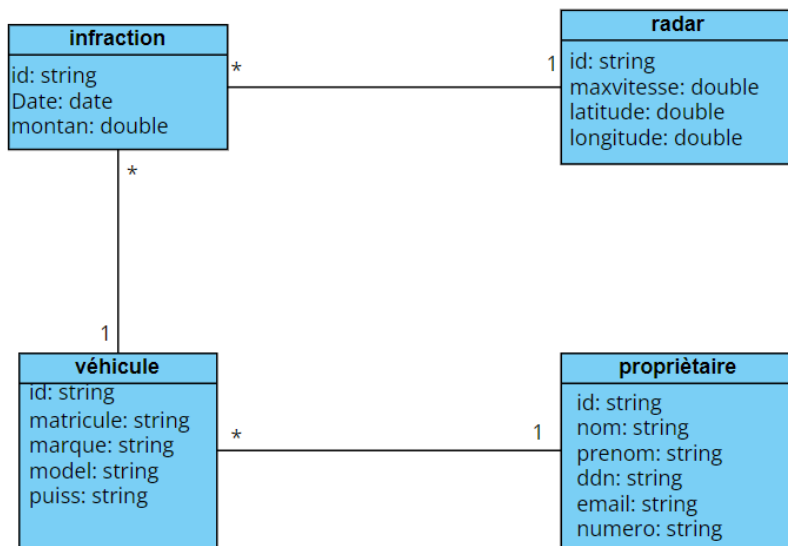 infraction
id: string
Date: date
montan: double
*
1
radar
id: string
maxvitesse: double
latitude: double
longitude: double
*
1
véhicule
id: string
matricule: string
marque: string
model: string
puiss: string
*
1
propriètaire
id: string
nom: string
prenom: string
ddn: string
email: string
numero: string